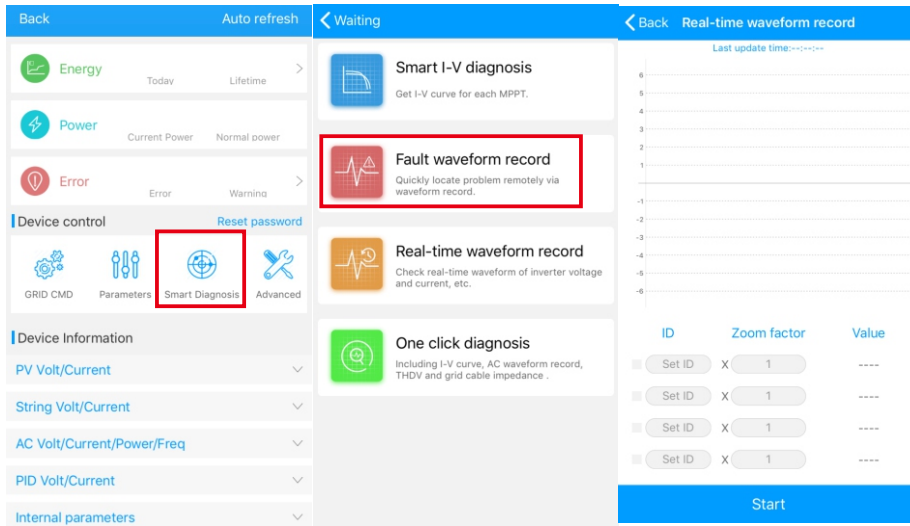 Back Auto refresh
Energy
Today Lifetime
Power
Current Power Normal power
Error
Error Warning
Device control Reset password
GRID CMD Parameters Smart Diagnosis Advanced
Device Information
PV Volt/Current
String Volt/Current
AC Volt/Current/Power/Freq
PID Volt/Current
Internal parameters
Waiting
Smart I-V diagnosis
Get I-V curve for each MPPT.
Fault waveform record
Quickly locate problem remotely via
waveform record.
Real-time waveform record
Check real-time waveform of inverter voltage
and current, etc.
One click diagnosis
Including I-V curve, AC waveform record,
THDV and grid cable impedance .
Back Real-time waveform record
Last update time:--:--:--
6
5
4
3
2
1
-1
-2
-3
-4
-5
-6
ID Zoom factor Value
Set ID X 1 ----
Set ID X 1 ----
Set ID X 1 ----
Set ID X 1 ----
Start